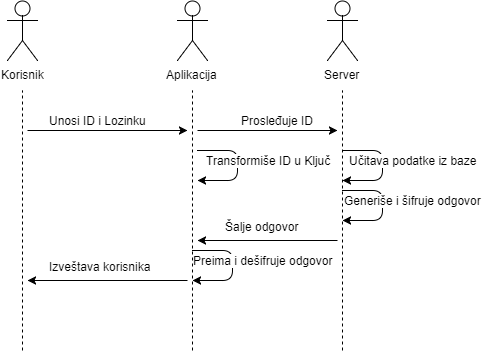 Korisnik
Aplikacija
Server
Unosi ID i Lozinku
Prosleđuje ID
Transformiše ID u Ključ
Učitava podatke iz baze
Generiše i šifruje odgovor
Šalje odgovor
Preima i dešifruje odgovor
Izveštava korisnika